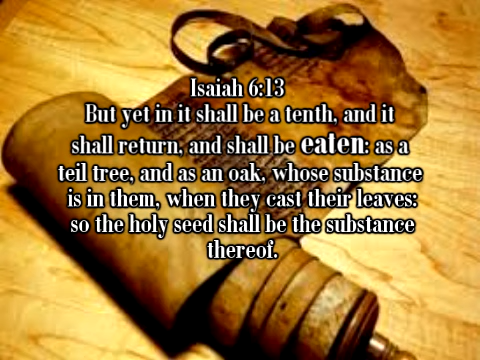 Isaiah 6:13
But yet in it shall be a tenth, and it
shall return, and shall be eaten: as a
teil tree, and as an oak, whose substance
is in them, when they cast their leaves:
so the holy seed shall be the substance
thereof.